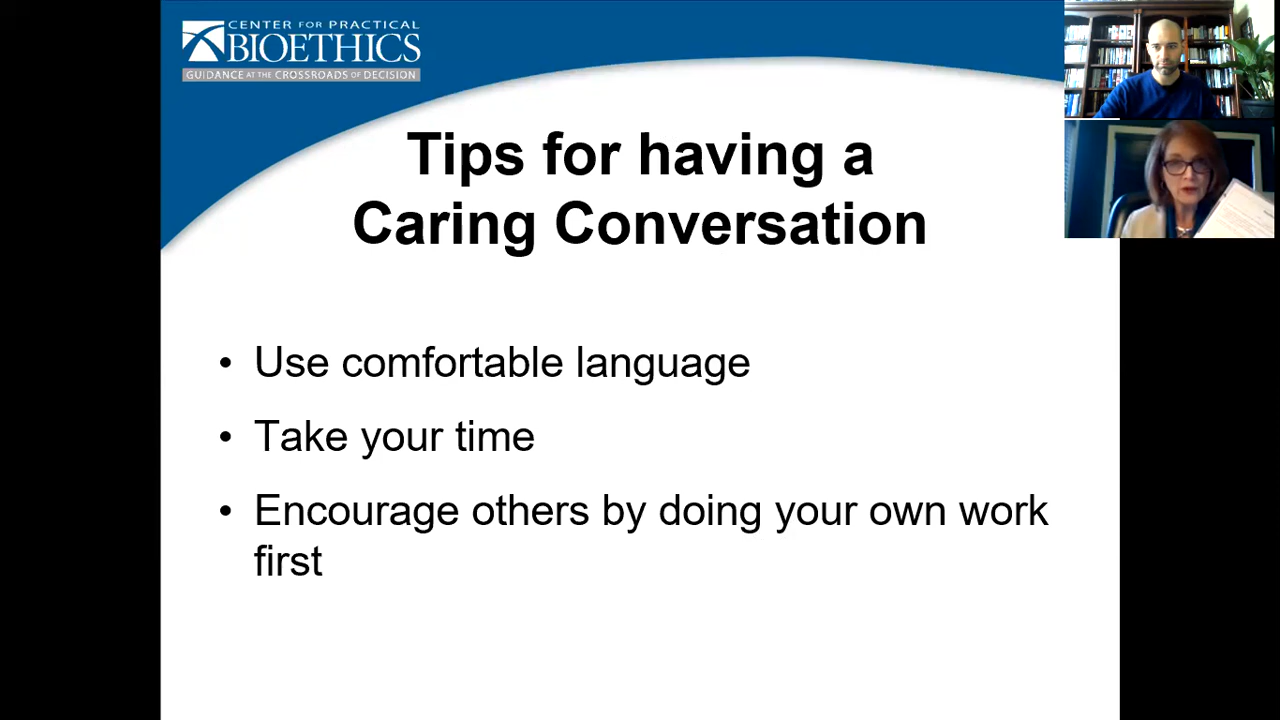 CENTER FOR PRACTICAL
BIOETHICS
GUIDANCE AT THE CROSSROADS OF DECISION
Tips for having a
Caring Conversation
• Use comfortable language
• Take your time
• Encourage others by doing your own work
first